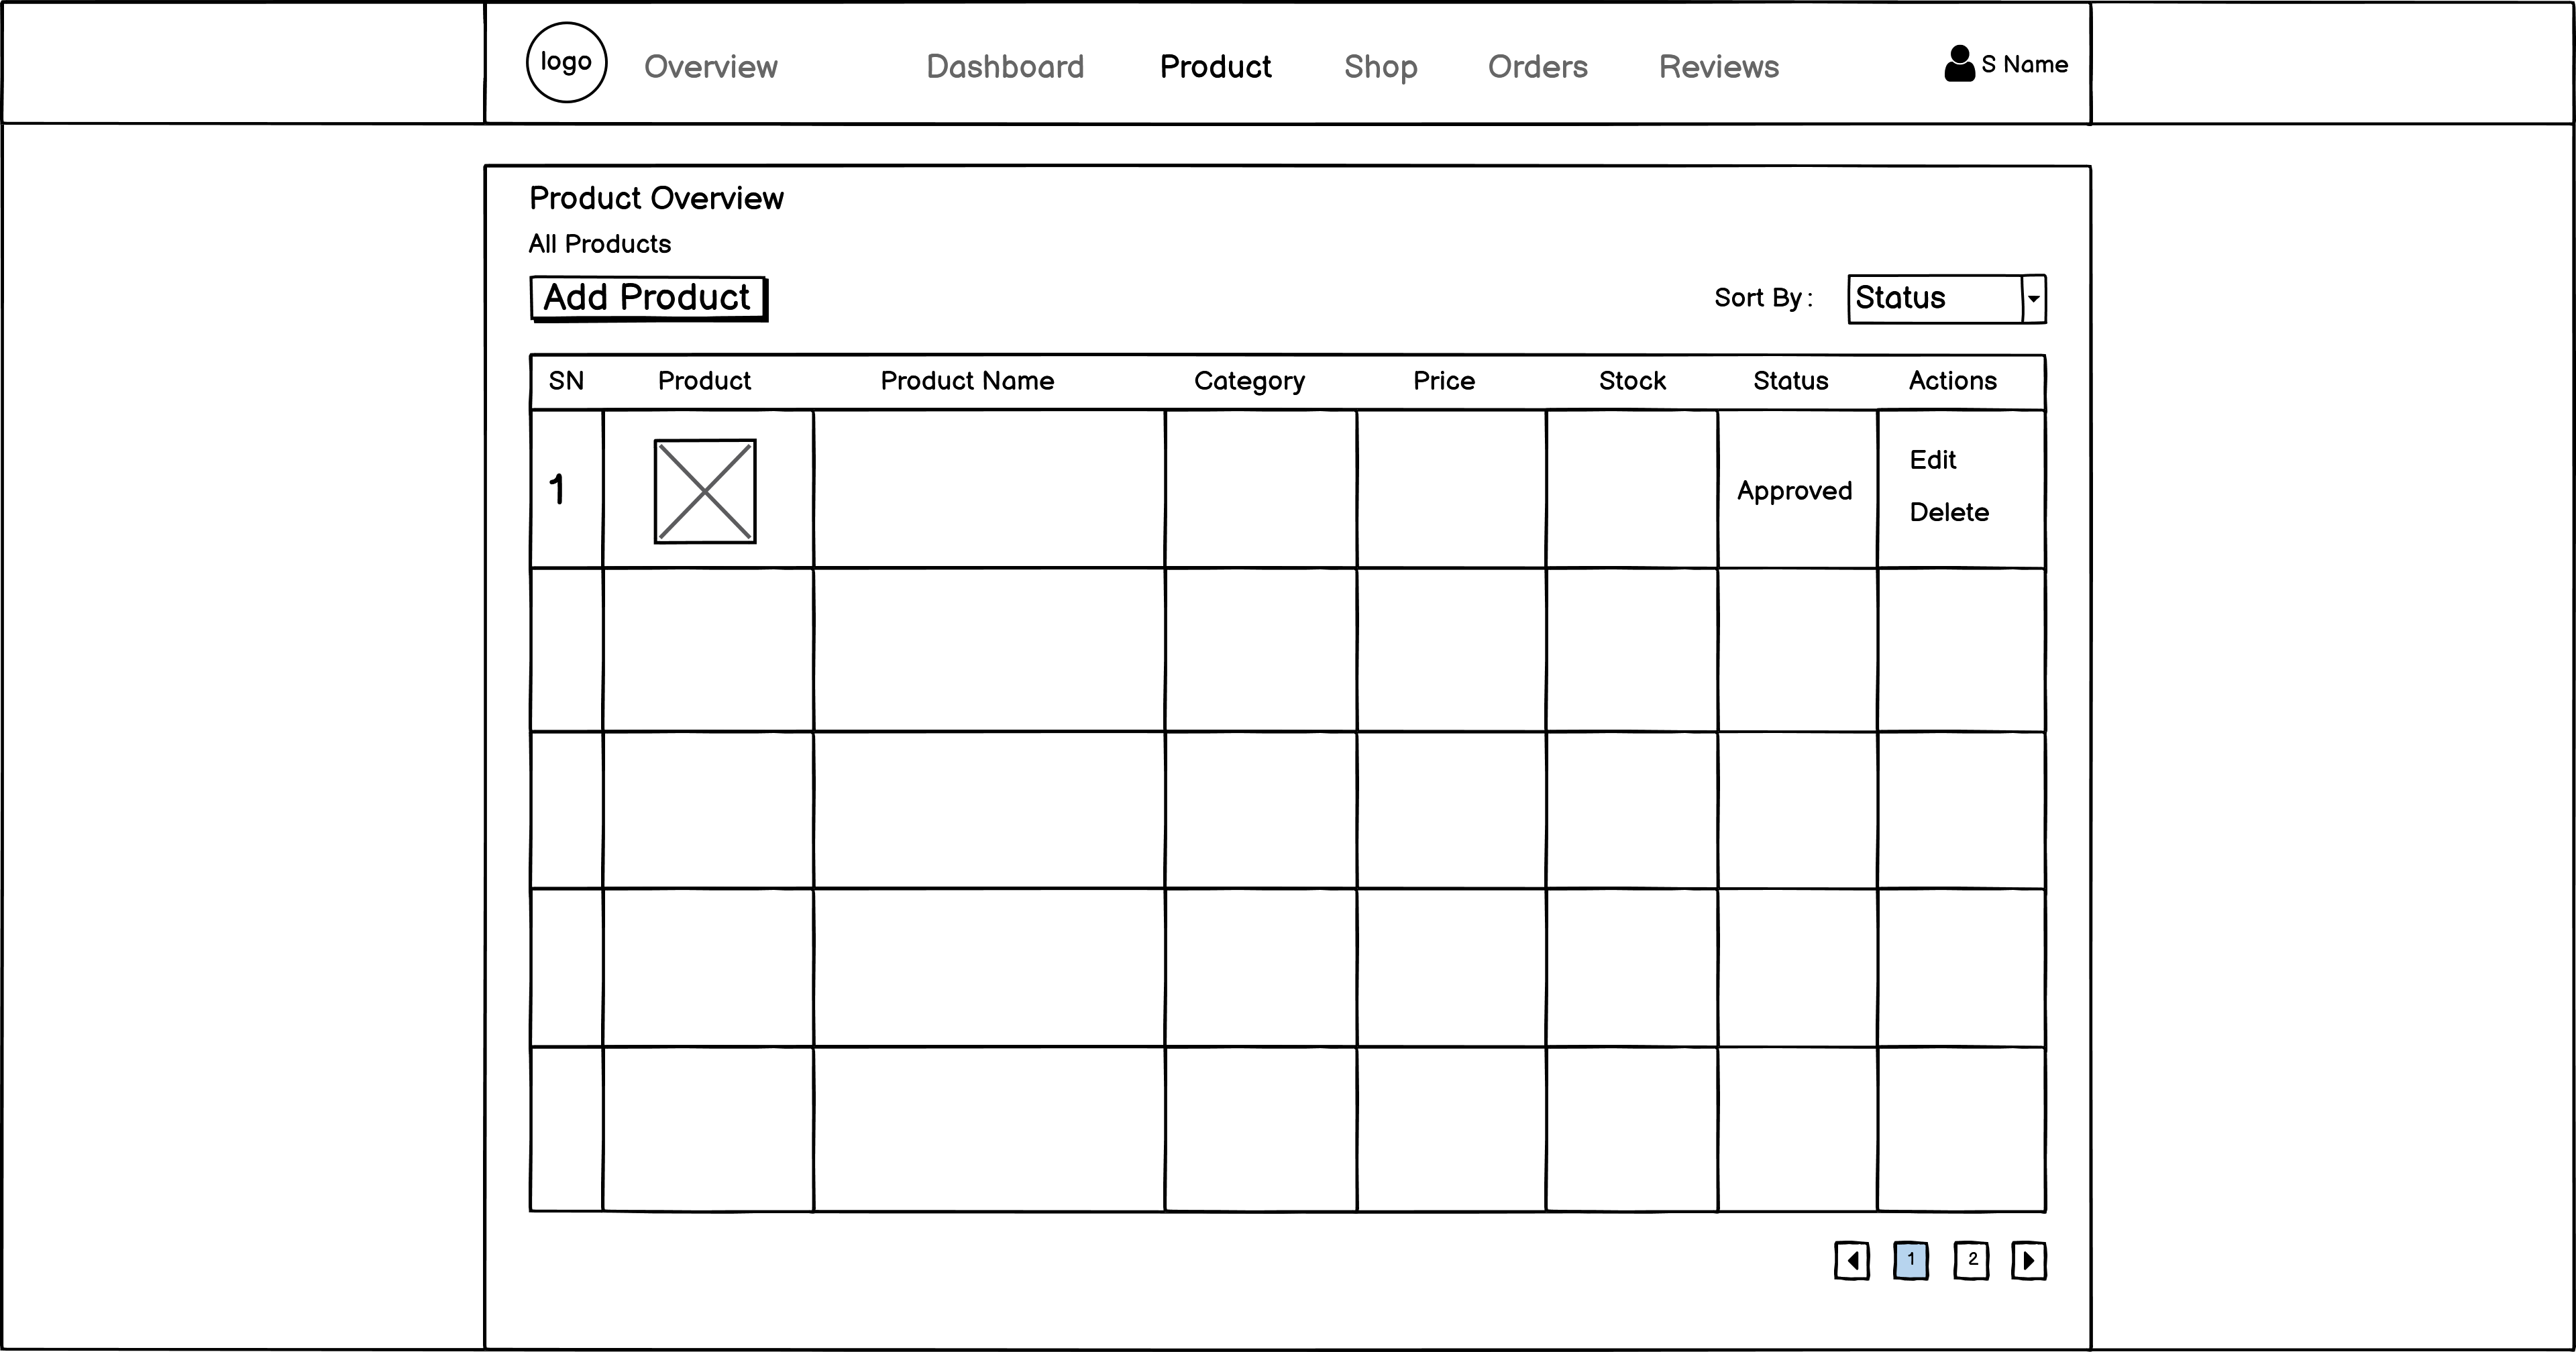 logo Overview Dashboard Product Shop Orders Reviews S Name
Product Overview
All Products
Add Product Sort By : Status
SN Product Product Name Category Price Stock Status Actions
1 Approved Edit
Delete
1 2